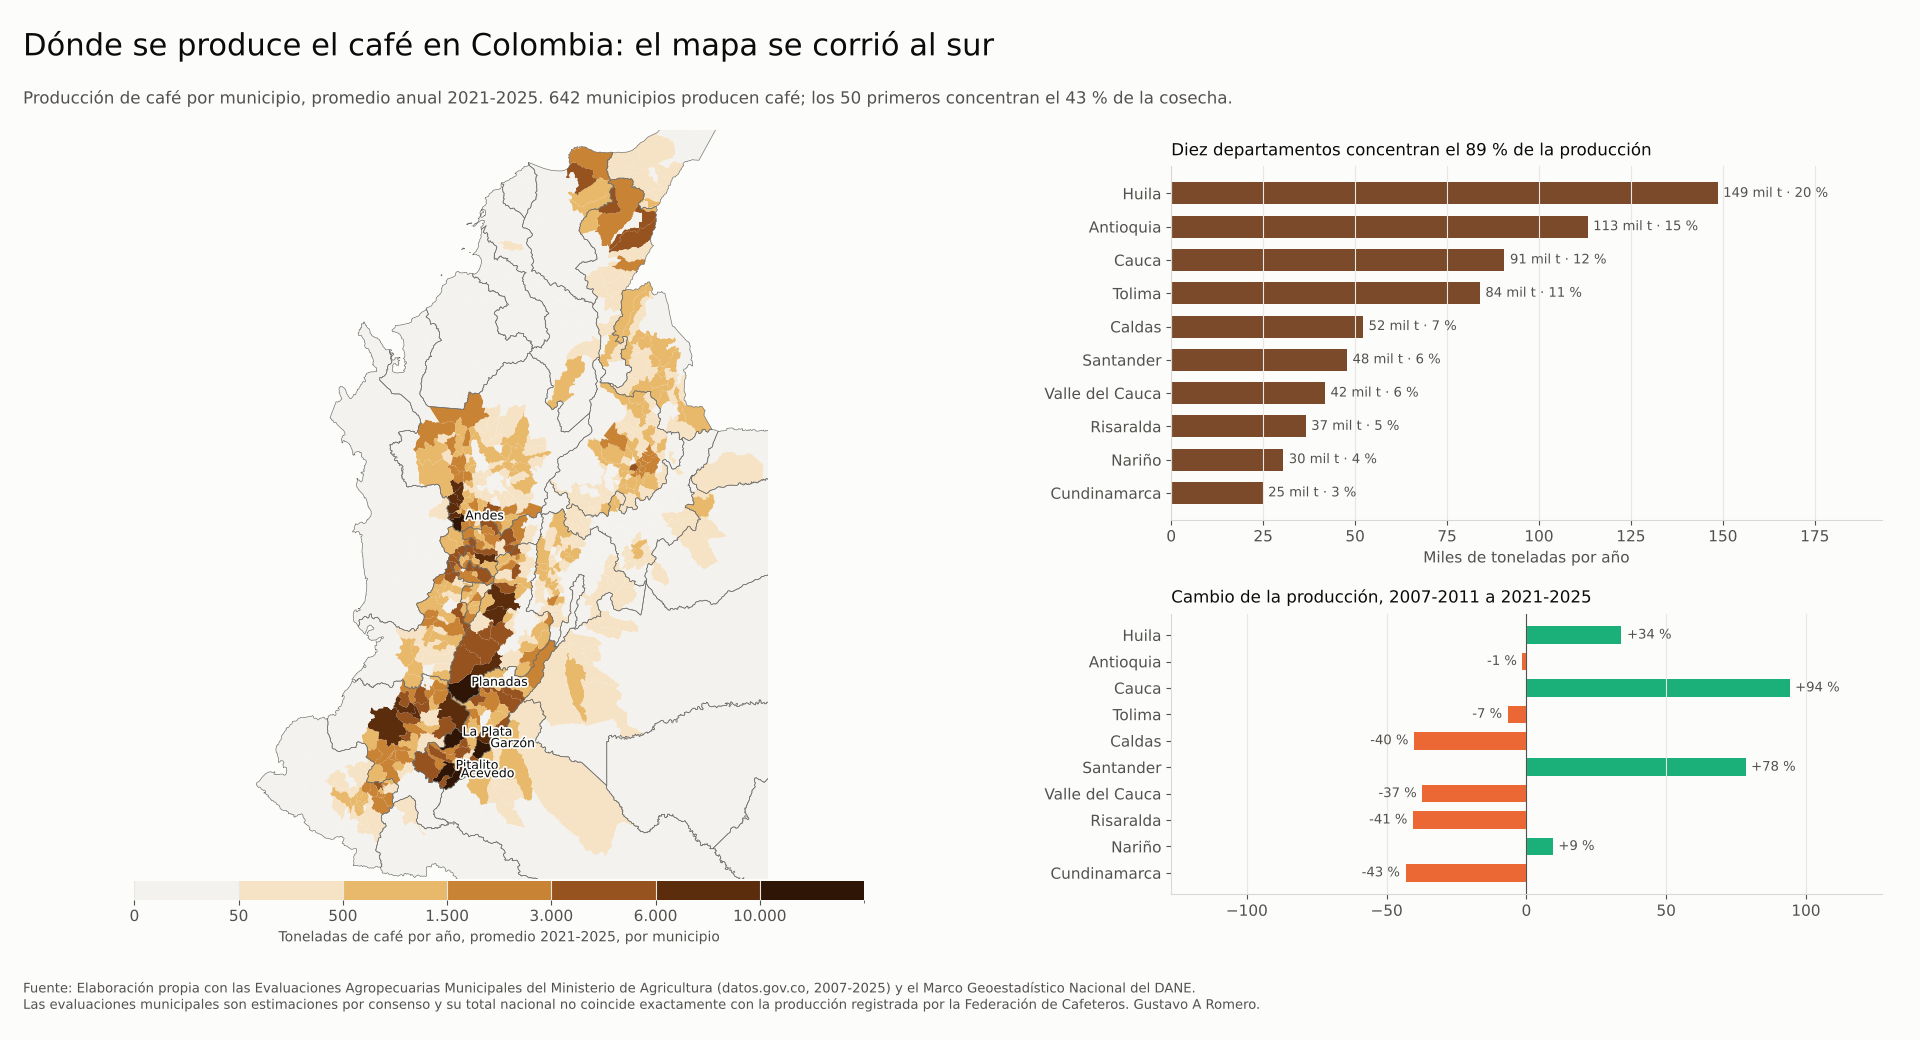 Dónde se produce el café en Colombia: el mapa se corrió al sur
Producción de café por municipio, promedio anual 2021-2025. 642 municipios producen café; los 50 primeros concentran el 43 % de la cosecha.
Andes
Planadas
La Plata
Garzón
Pitalito
Acevedo
0 50 500 1.500 3.000 6.000 10.000
Toneladas de café por año, promedio 2021-2025, por municipio
Diez departamentos concentran el 89 % de la producción
Huila 149 mil t · 20 %
Antioquia 113 mil t · 15 %
Cauca 91 mil t · 12 %
Tolima 84 mil t · 11 %
Caldas 52 mil t · 7 %
Santander 48 mil t · 6 %
Valle del Cauca 42 mil t · 6 %
Risaralda 37 mil t · 5 %
Nariño 30 mil t · 4 %
Cundinamarca 25 mil t · 3 %
0 25 50 75 100 125 150 175
Miles de toneladas por año
Cambio de la producción, 2007-2011 a 2021-2025
Huila +34 %
Antioquia -1 %
Cauca +94 %
Tolima -7 %
Caldas -40 %
Santander +78 %
Valle del Cauca -37 %
Risaralda -41 %
Nariño +9 %
Cundinamarca -43 %
−100 −50 0 50 100
Fuente: Elaboración propia con las Evaluaciones Agropecuarias Municipales del Ministerio de Agricultura (datos.gov.co, 2007-2025) y el Marco Geoestadístico Nacional del DANE.
Las evaluaciones municipales son estimaciones por consenso y su total nacional no coincide exactamente con la producción registrada por la Federación de Cafeteros. Gustavo A Romero.